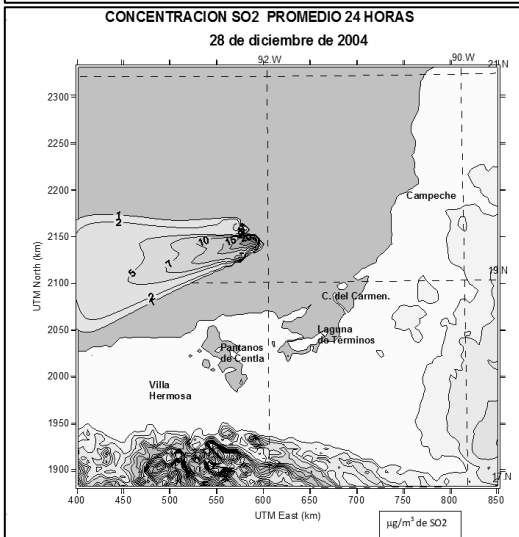 CONCENTRACION SO2 PROMEDIO 24 HORAS
28 de diciembre de 2004
92.W
90.W
21.N
2300
2250
2200
Campeche
1
2
2150
10
15
5
7
2100
19.N
2
C. del Carmen.
2050
Laguna
de Términos
Pantanos
de Centla
2000
Villa
Hermosa
1950
1900
17.N
UTM North (km)
400
450
500
550
600
650
700
750
800
850
UTM East (km)
µg/m³ de SO2